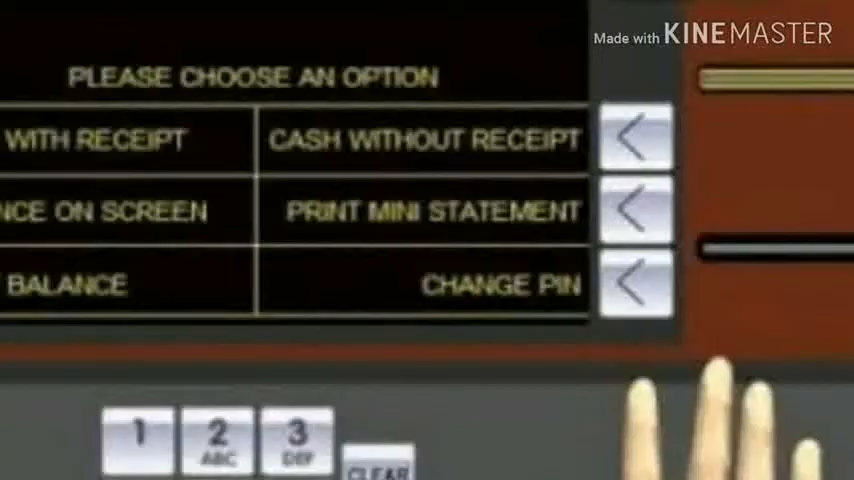 Made with KINEMASTER
PLEASE CHOOSE AN OPTION
WITH RECEIPT
CASH WITHOUT RECEIPT
NCE ON SCREEN
PRINT MINI STATEMENT
BALANCE
CHANGE PIN
1
2
ABC
3
DEF
CLEAR